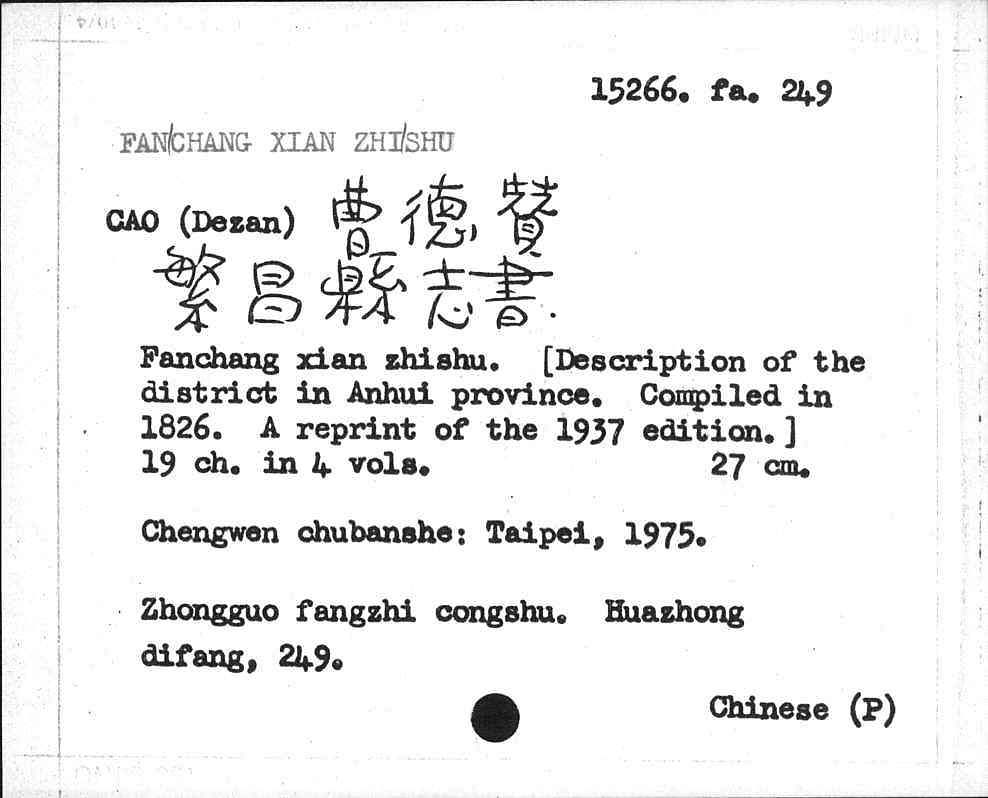 15266. fa. 249
FAN/CHANG XIAN ZHI/SHU
CAO (Dezan) 曹德贊
繁昌縣志書.
Fanchang xian zhishu. [Description of the
district in Anhui province. Compiled in
1826. A reprint of the 1937 edition.]
19 ch. in 4 vols. 27 cm.
Chengwen chubanshe: Taipei, 1975.
Zhongguo fangzhi congshu. Huazhong
difang, 249.
Chinese (P)